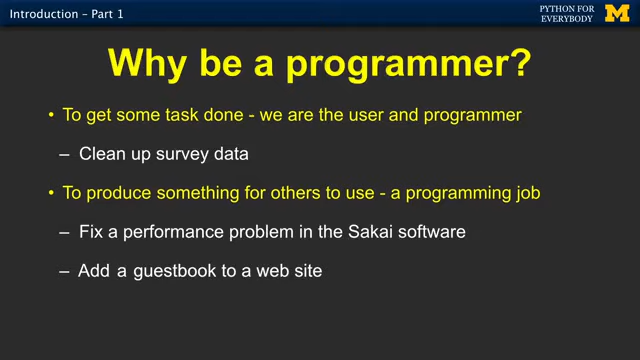 Introduction – Part 1
PYTHON FOR
EVERYBODY
M
Why be a programmer?
• To get some task done - we are the user and programmer
– Clean up survey data
• To produce something for others to use - a programming job
– Fix a performance problem in the Sakai software
– Add a guestbook to a web site